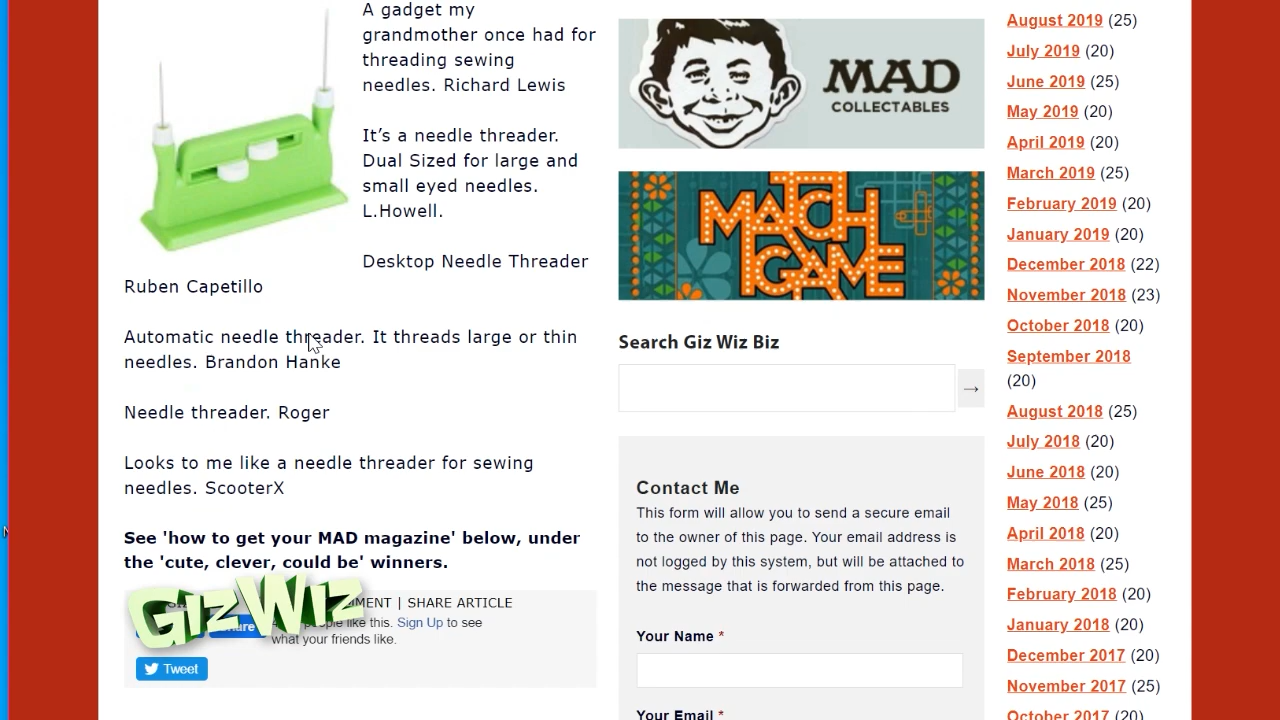 A gadget my
grandmother once had for
threading sewing
needles. Richard Lewis
It’s a needle threader.
Dual Sized for large and
small eyed needles.
L.Howell.
Desktop Needle Threader
Ruben Capetillo
Automatic needle threader. It threads large or thin
needles. Brandon Hanke
Needle threader. Roger
Looks to me like a needle threader for sewing
needles. ScooterX
See 'how to get your MAD magazine' below, under
the 'cute, clever, could be' winners.
GizWiz
| SHARE ARTICLE
people like this. Sign Up to see
what your friends like.
Tweet
MAD
COLLECTABLES
MATCH
GAME
Search Giz Wiz Biz
→
Contact Me
This form will allow you to send a secure email
to the owner of this page. Your email address is
not logged by this system, but will be attached to
the message that is forwarded from this page.
Your Name *
Your Email *
August 2019 (25)
July 2019 (20)
June 2019 (25)
May 2019 (20)
April 2019 (20)
March 2019 (25)
February 2019 (20)
January 2019 (20)
December 2018 (22)
November 2018 (23)
October 2018 (20)
September 2018
(20)
August 2018 (25)
July 2018 (20)
June 2018 (20)
May 2018 (25)
April 2018 (20)
March 2018 (25)
February 2018 (20)
January 2018 (20)
December 2017 (20)
November 2017 (25)
October 2017 (20)